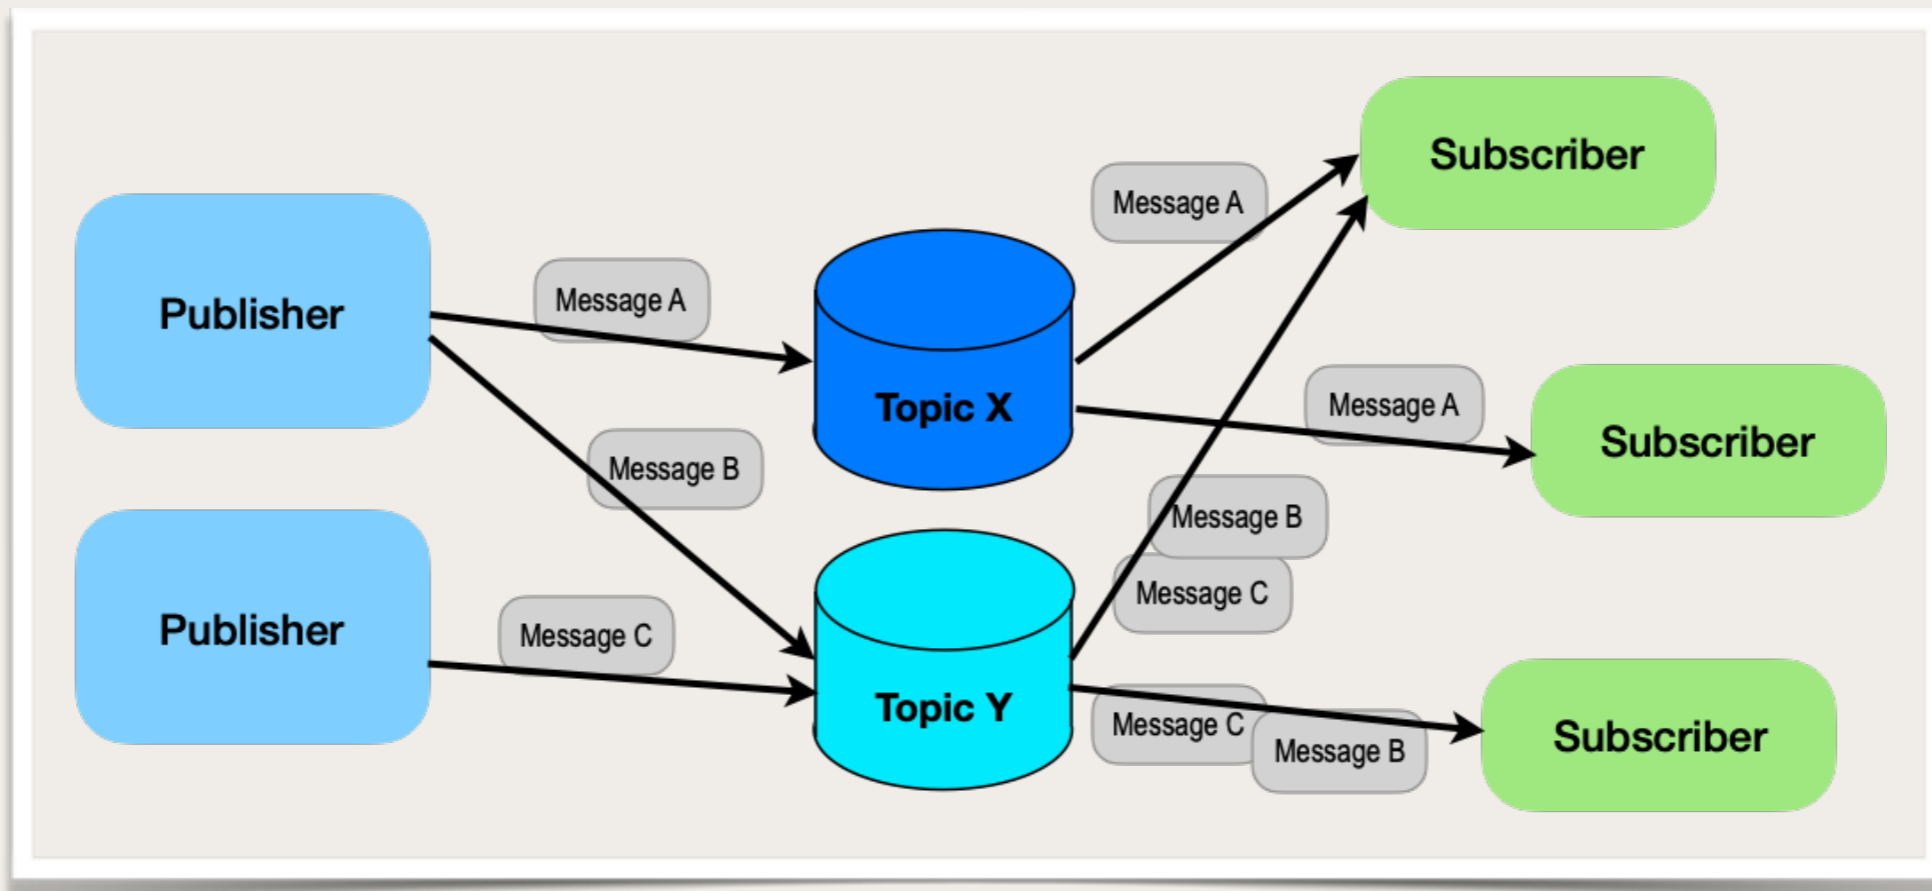 Subscriber
Message A
Publisher
Message A
Topic X
Message A
Subscriber
Message B
Message B
Message C
Publisher
Message C
Topic Y
Message C
Message B
Subscriber